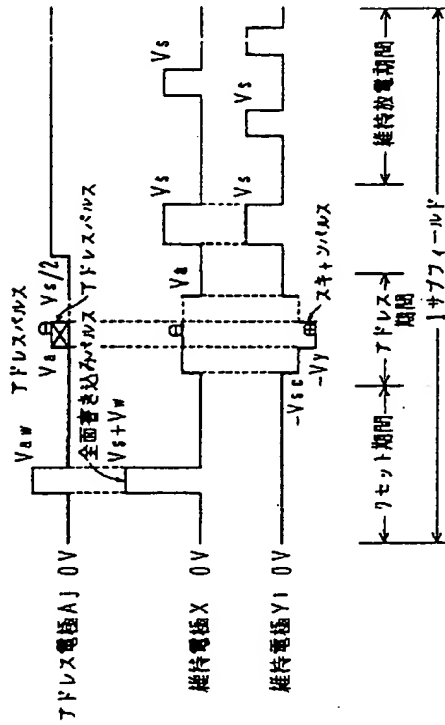 アドレス電極Aj 0V
Vaw
アドレスパルス
Va
Vs/2
アドレスパルス
全面書き込みパルス
Vs+Vw
維持電極X 0V
Va
Vs
Vs
維持電極Yi 0V
-Vsc
-Vy
スキャンパルス
Vs
Vs
リセット期間
アドレス期間
維持放電期間
1サブフィールド